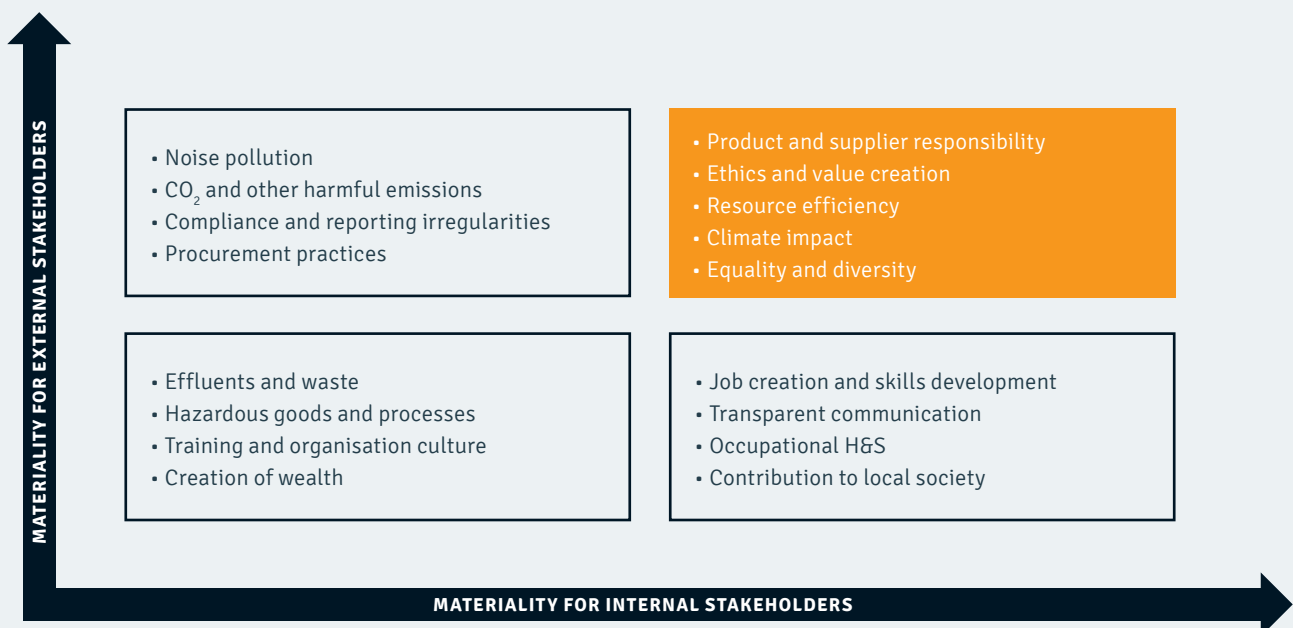 MATERIALITY FOR EXTERNAL STAKEHOLDERS
• Noise pollution
• CO₂ and other harmful emissions
• Compliance and reporting irregularities
• Procurement practices
• Product and supplier responsibility
• Ethics and value creation
• Resource efficiency
• Climate impact
• Equality and diversity
• Effluents and waste
• Hazardous goods and processes
• Training and organisation culture
• Creation of wealth
• Job creation and skills development
• Transparent communication
• Occupational H&S
• Contribution to local society
MATERIALITY FOR INTERNAL STAKEHOLDERS